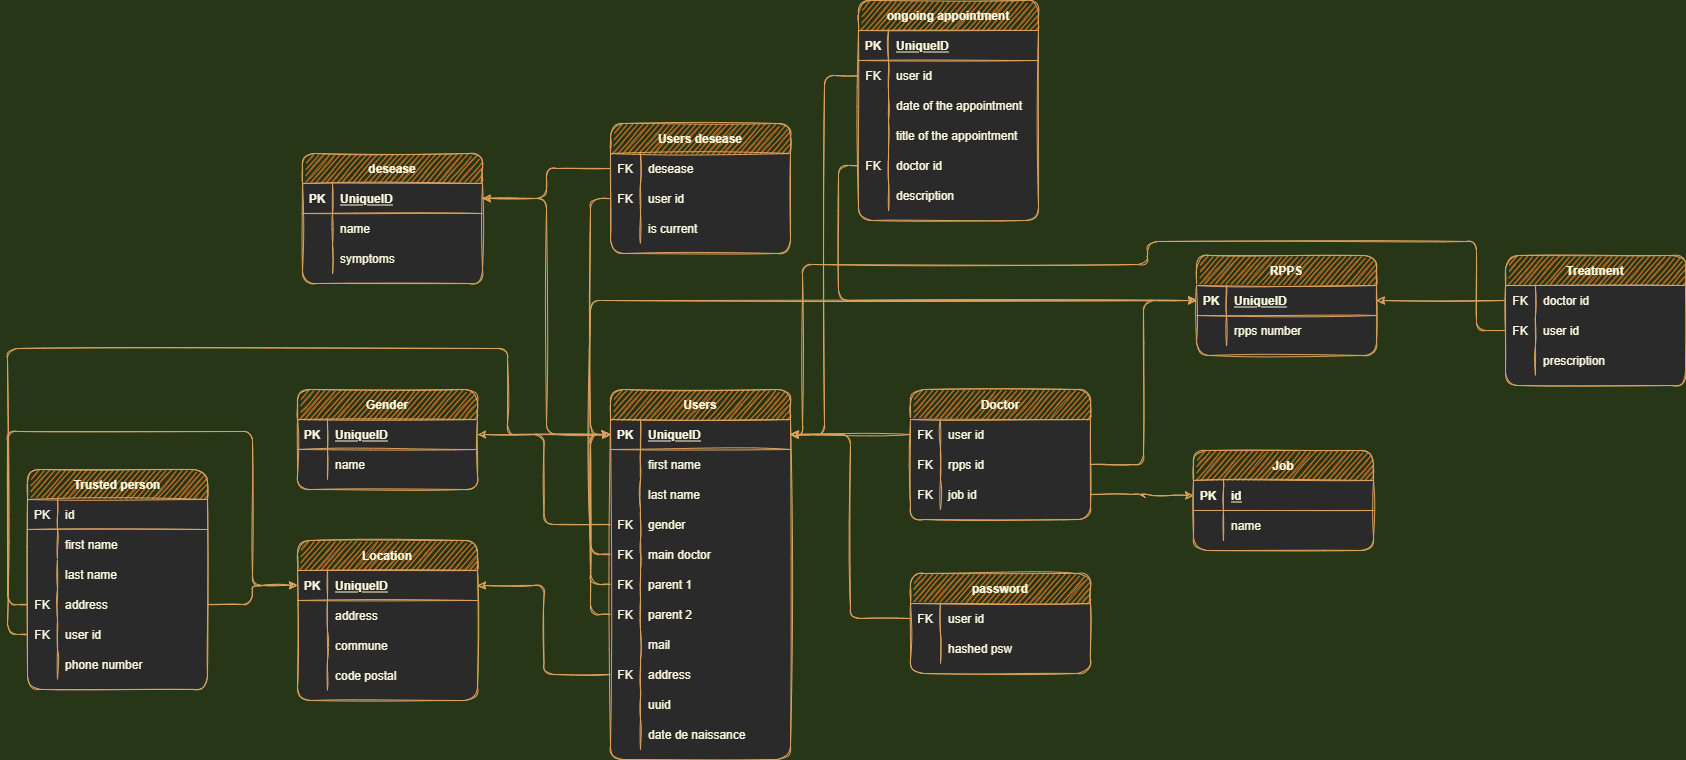 ongoing appointment
PK UniqueID
FK user id
date of the appointment
title of the appointment
FK doctor id
description
Users desease
FK desease
FK user id
is current
desease
PK UniqueID
name
symptoms
RPPS
PK UniqueID
rpps number
Treatment
FK doctor id
FK user id
prescription
Gender
PK UniqueID
name
Users
PK UniqueID
first name
last name
FK gender
FK main doctor
FK parent 1
FK parent 2
mail
FK address
uuid
date de naissance
Doctor
FK user id
FK rpps id
FK job id
Job
PK id
name
Trusted person
PK id
first name
last name
FK address
FK user id
phone number
Location
PK UniqueID
address
commune
code postal
password
FK user id
hashed psw